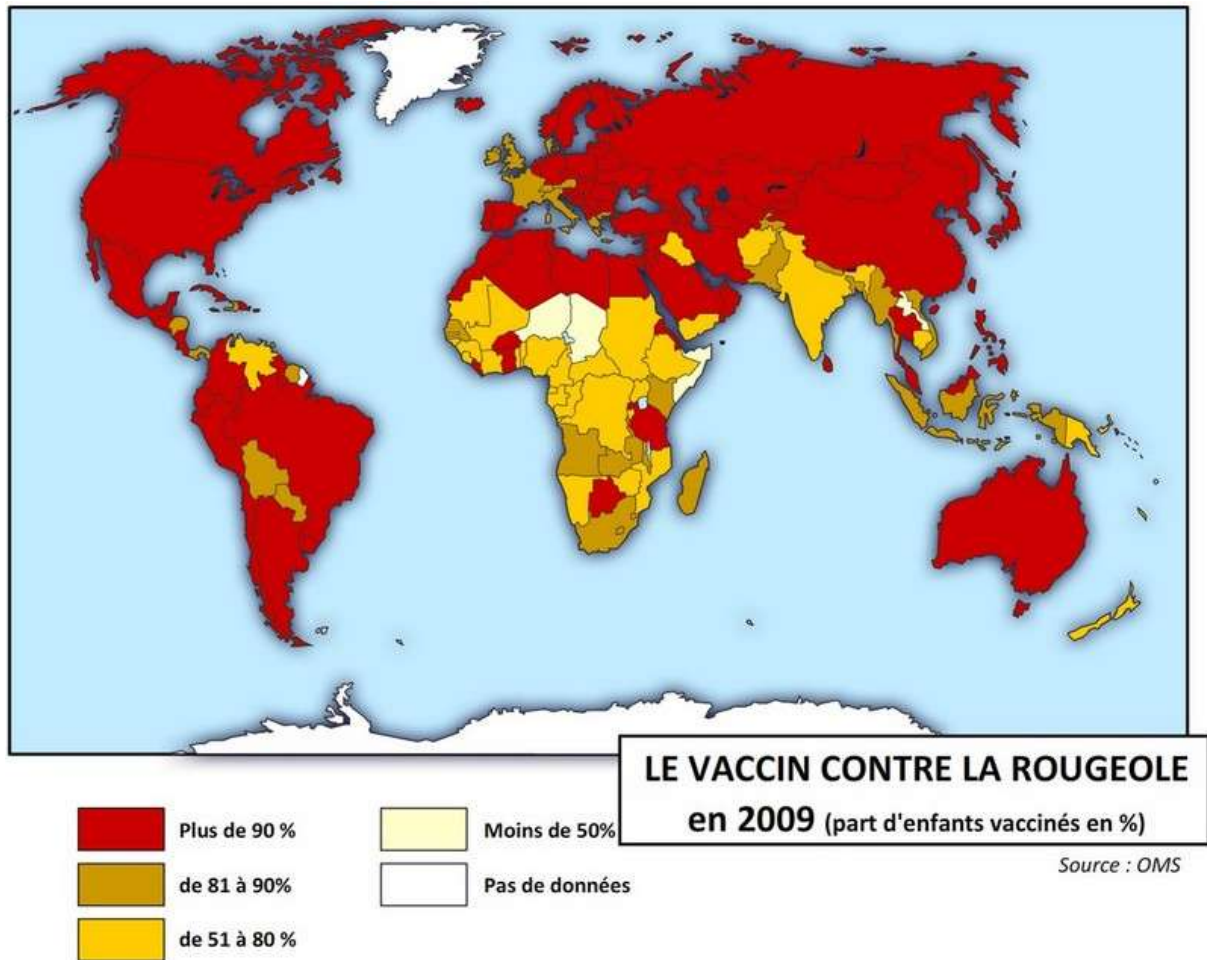 LE VACCIN CONTRE LA ROUGEOLE
en 2009 (part d'enfants vaccinés en %)
Source : OMS
Plus de 90 %
de 81 à 90%
de 51 à 80 %
Moins de 50%
Pas de données